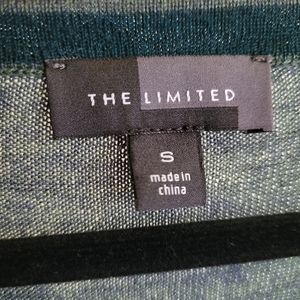 THE LIMITED
S
made in
china